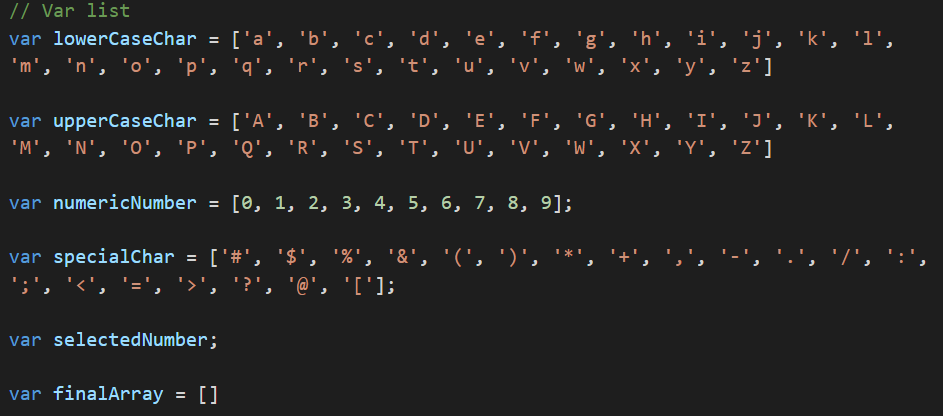 // Var list
var lowerCaseChar = ['a', 'b', 'c', 'd', 'e', 'f', 'g', 'h', 'i', 'j', 'k', 'l',
'm', 'n', 'o', 'p', 'q', 'r', 's', 't', 'u', 'v', 'w', 'x', 'y', 'z']
var upperCaseChar = ['A', 'B', 'C', 'D', 'E', 'F', 'G', 'H', 'I', 'J', 'K', 'L',
'M', 'N', 'O', 'P', 'Q', 'R', 'S', 'T', 'U', 'V', 'W', 'X', 'Y', 'Z']
var numericNumber = [0, 1, 2, 3, 4, 5, 6, 7, 8, 9];
var specialChar = ['#', '$', '%', '&', '(', ')', '*', '+', ',', '-', '.', '/', ':',
';', '<', '=', '>', '?', '@', '['];
var selectedNumber;
var finalArray = []